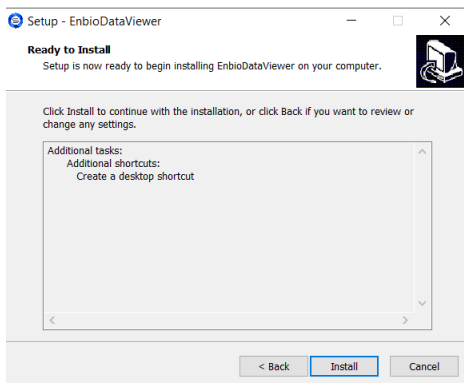 Setup - EnbioDataViewer
Ready to Install
Setup is now ready to begin installing EnbioDataViewer on your computer.
Click Install to continue with the installation, or click Back if you want to review or
change any settings.
Additional tasks:
Additional shortcuts:
Create a desktop shortcut
< Back
Install
Cancel